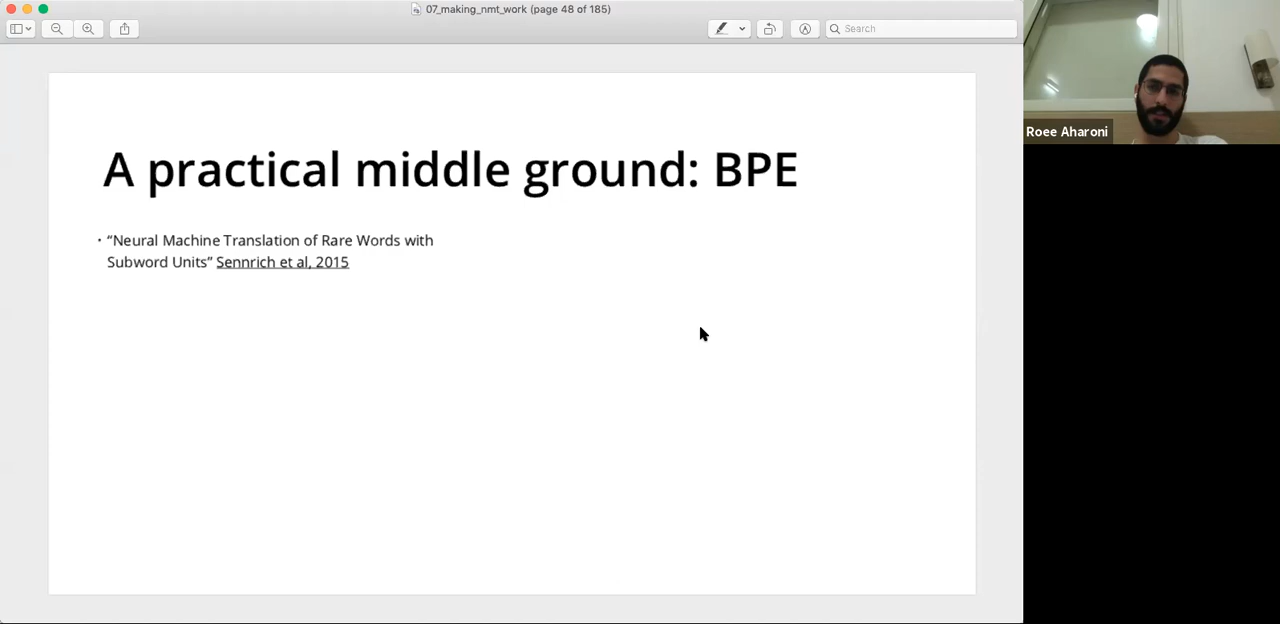 07_making_nmt_work (page 48 of 185)
Search
A practical middle ground: BPE
• “Neural Machine Translation of Rare Words with
Subword Units” Sennrich et al, 2015
Roee Aharoni